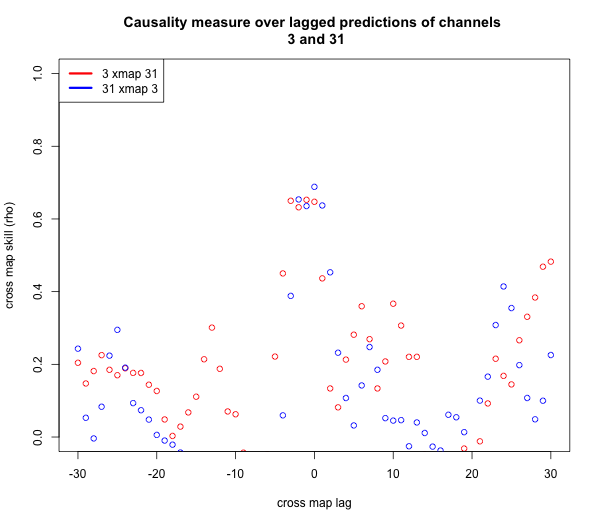 Causality measure over lagged predictions of channels
3 and 31
3 xmap 31
31 xmap 3
cross map skill (rho)
1.0
0.8
0.6
0.4
0.2
0.0
-30
-20
-10
0
10
20
30
cross map lag